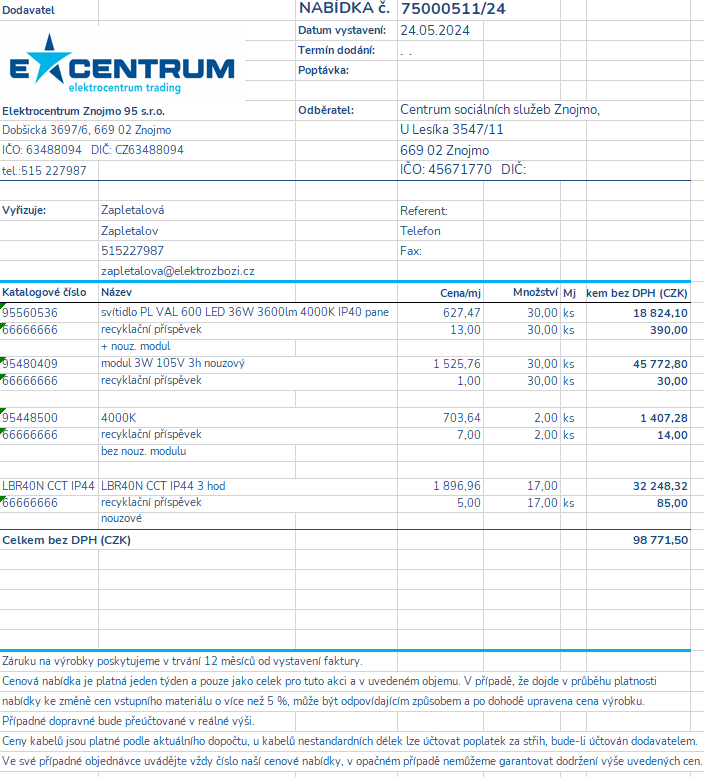 Dodavatel NABÍDKA č. 75000511/24
Datum vystavení: 24.05.2024
Termín dodání: . .
Poptávka:
EXCENTRUM
elektrocentrum trading
Elektrocentrum Znojmo 95 s.r.o. Odběratel: Centrum sociálních služeb Znojmo,
Dobšická 3697/6, 669 02 Znojmo U Lesíka 3547/11
IČO: 63488094 DIČ: CZ63488094 669 02 Znojmo
tel.:515 227987 IČO: 45671770 DIČ:
Vyřizuje: Zapletalová Referent:
Zapletalov Telefon
515227987 Fax:
zapletalova@elektrozbozi.cz
Katalogové číslo Název Cena/mj Množství Mj kem bez DPH (CZK)
95560536 svítidlo PL VAL 600 LED 36W 3600lm 4000K IP40 pane 627,47 30,00 ks 18 824,10
66666666 recyklační příspěvek 13,00 30,00 ks 390,00
+ nouz. modul
95480409 modul 3W 105V 3h nouzový 1 525,76 30,00 ks 45 772,80
66666666 recyklační příspěvek 1,00 30,00 ks 30,00
95448500 4000K 703,64 2,00 ks 1 407,28
66666666 recyklační příspěvek 7,00 2,00 ks 14,00
bez nouz. modulu
LBR40N CCT IP44 LBR40N CCT IP44 3 hod 1 896,96 17,00 32 248,32
66666666 recyklační příspěvek 5,00 17,00 ks 85,00
nouzové
Celkem bez DPH (CZK) 98 771,50
Záruku na výrobky poskytujeme v trvání 12 měsíců od vystavení faktury.
Cenová nabídka je platná jeden týden a pouze jako celek pro tuto akci a v uvedeném objemu. V případě, že dojde v průběhu platnosti
nabídky ke změně cen vstupního materiálu o více než 5 %, může být odpovídajícím způsobem a po dohodě upravena cena výrobku.
Případné dopravné bude přeúčtované v reálné výši.
Ceny kabelů jsou platné podle aktuálního dopočtu, u kabelů nestandardních délek lze účtovat poplatek za střih, bude-li účtován dodavatelem.
Ve své případné objednávce uvádějte vždy číslo naší cenové nabídky, v opačném případě nemůžeme garantovat dodržení výše uvedených cen.